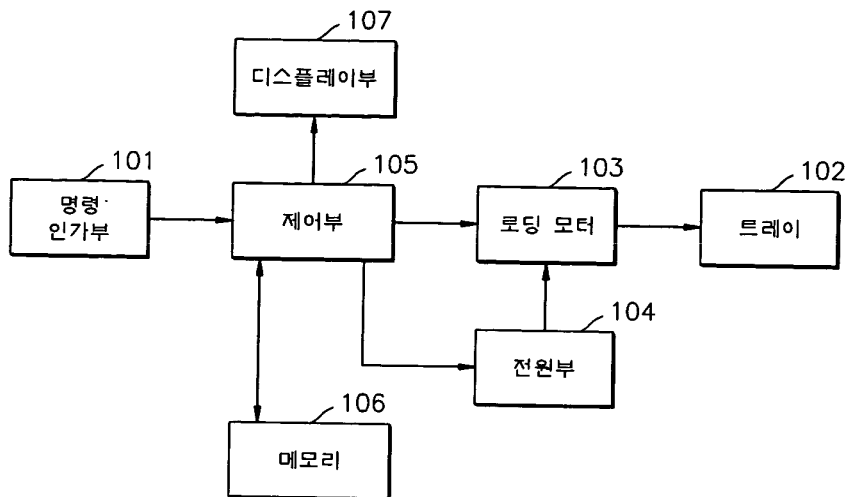 107
디스플레이부
101
명령
인가부
105
제어부
103
로딩 모터
102
트레이
104
전원부
106
메모리